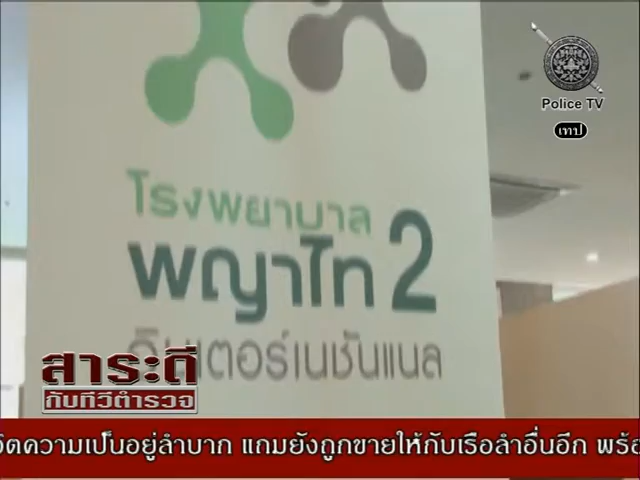 Police TV
เทป
โรงพยาบาล
พญาไท 2
อินเตอร์เนชันแนล
สาระดี
กับทีวีตำรวจ
ความเป็นอยู่ลำบาก แถมยังถูกขายให้กับเรือลำอื่นอีก